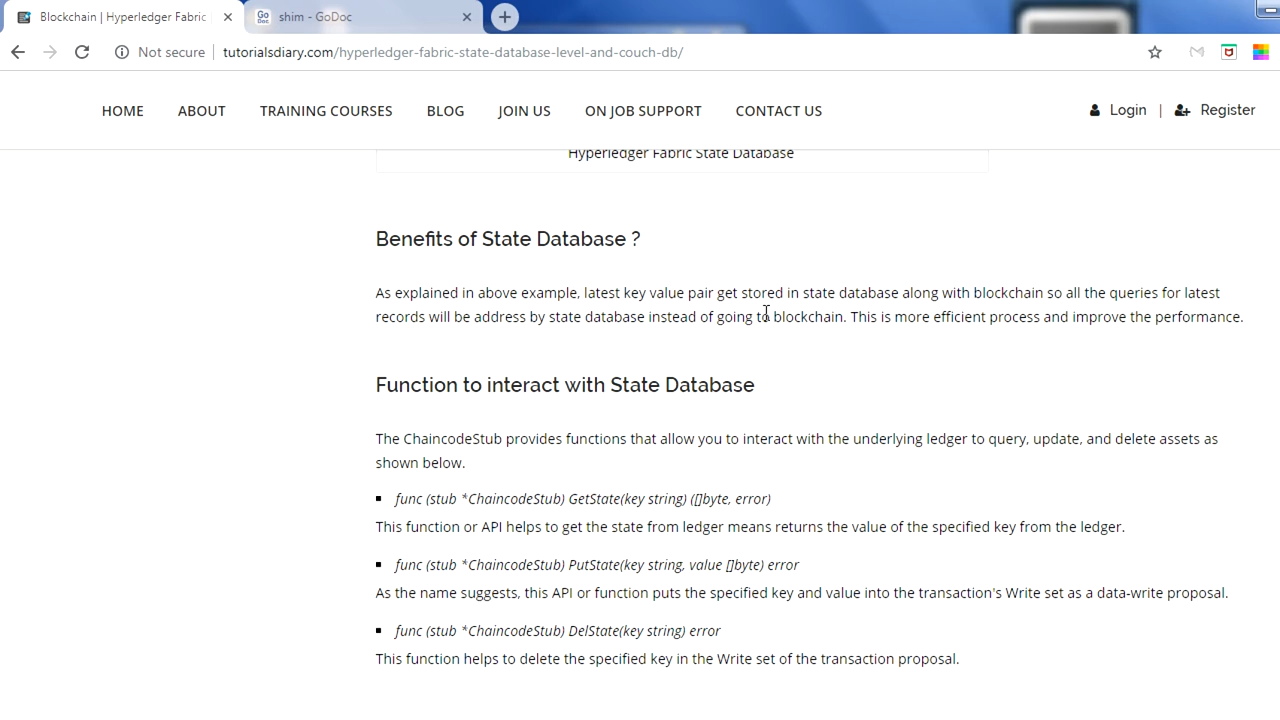 Blockchain | Hyperledger Fabric
shim - GoDoc
Not secure
tutorialsdiary.com/hyperledger-fabric-state-database-level-and-couch-db/
HOME ABOUT TRAINING COURSES BLOG JOIN US ON JOB SUPPORT CONTACT US
Login | Register
Hyperledger Fabric State Database
Benefits of State Database ?
As explained in above example, latest key value pair get stored in state database along with blockchain so all the queries for latest
records will be address by state database instead of going to blockchain. This is more efficient process and improve the performance.
Function to interact with State Database
The ChaincodeStub provides functions that allow you to interact with the underlying ledger to query, update, and delete assets as
shown below.
func (stub *ChaincodeStub) GetState(key string) ([]byte, error)
This function or API helps to get the state from ledger means returns the value of the specified key from the ledger.
func (stub *ChaincodeStub) PutState(key string, value []byte) error
As the name suggests, this API or function puts the specified key and value into the transaction's Write set as a data-write proposal.
func (stub *ChaincodeStub) DelState(key string) error
This function helps to delete the specified key in the Write set of the transaction proposal.